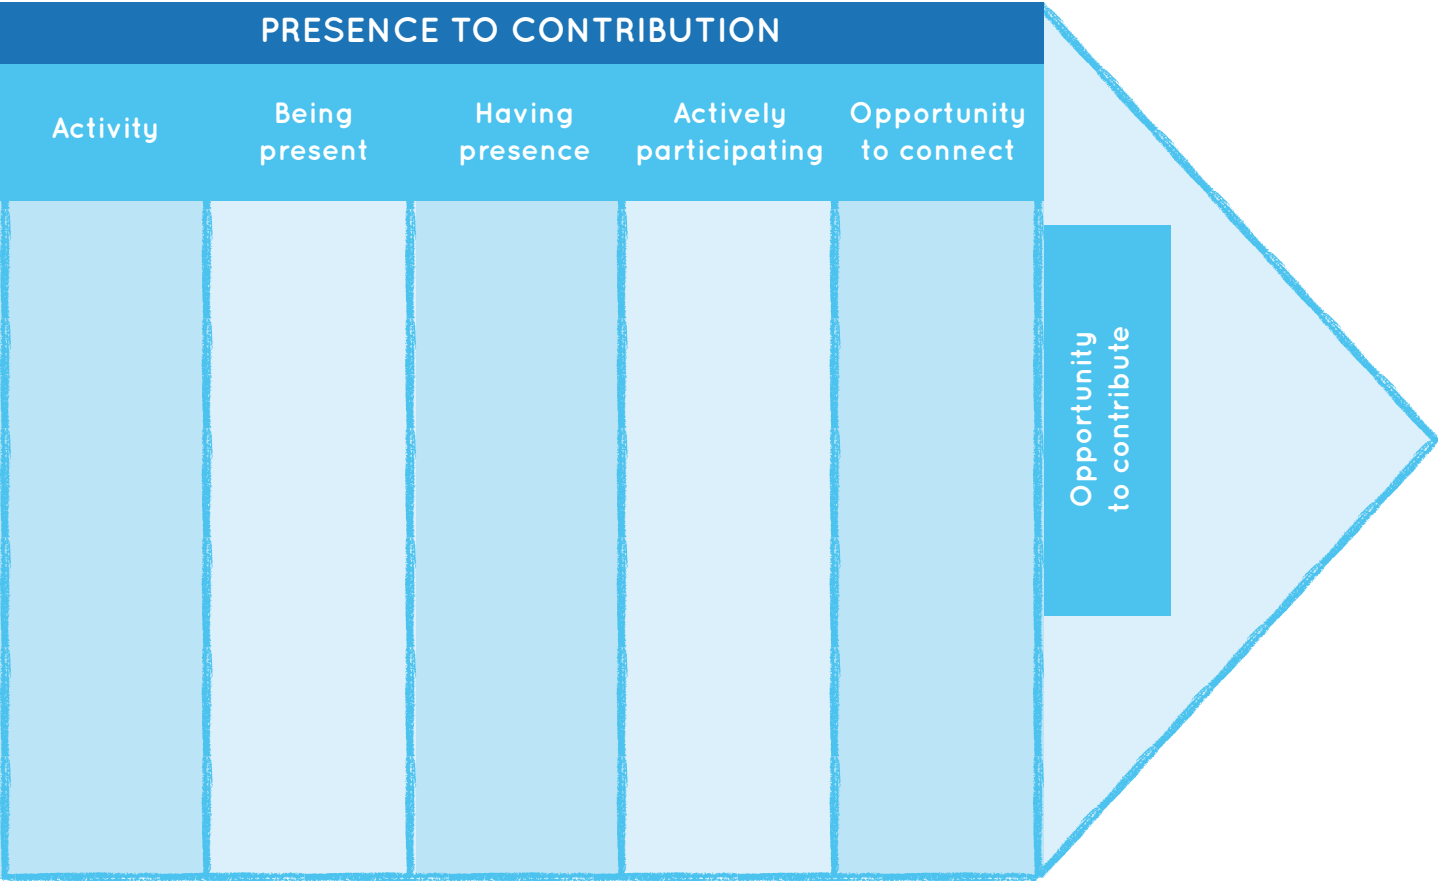 PRESENCE TO CONTRIBUTION
Activity
Being
present
Having
presence
Actively
participating
Opportunity
to connect
Opportunity
to contribute